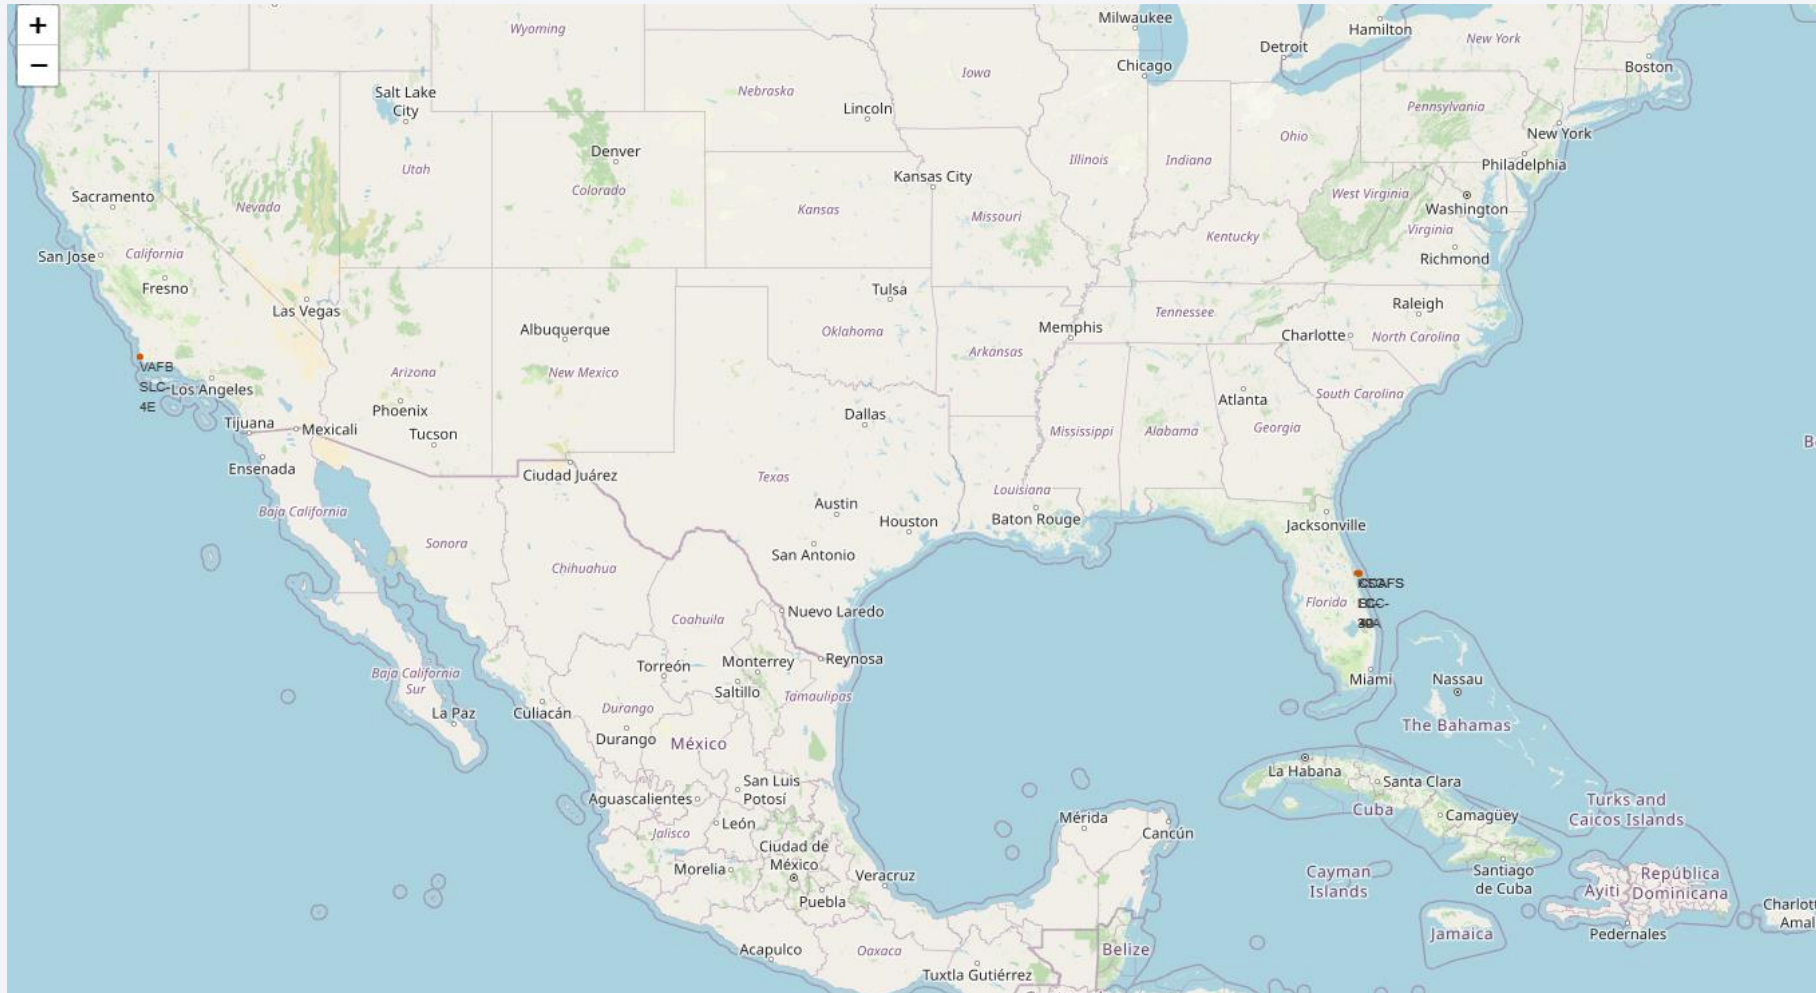 +
−
Milwaukee
Hamilton
Wyoming
Detroit
New York
Iowa
Chicago
Boston
Salt Lake
City
Nebraska
Lincoln
Pennsylvania
New York
Ohio
Denver
Illinois
Indiana
Philadelphia
Utah
Kansas City
Colorado
West Virginia
Sacramento
Nevada
Kansas
Missouri
Washington
Virginia
Kentucky
San Jose
California
Richmond
Fresno
Tulsa
Las Vegas
Raleigh
Tennessee
Albuquerque
Oklahoma
Memphis
Charlotte
North Carolina
Arkansas
VAFB
SLC-
4E
Los Angeles
Arizona
New Mexico
South Carolina
Atlanta
Phoenix
Dallas
Tijuana
Mexicali
Tucson
Mississippi
Alabama
Georgia
Ensenada
Ciudad Juárez
Texas
Louisiana
Baja California
Austin
Houston
Baton Rouge
Jacksonville
Sonora
San Antonio
Chihuahua
Florida
Nuevo Laredo
Coahuila
Torreón
Monterrey
Reynosa
Baja California
Sur
Saltillo
Tamaulipas
Miami
Nassau
La Paz
Culiacán
Durango
The Bahamas
Durango
México
La Habana
Santa Clara
San Luis
Potosí
Aguascalientes
Cuba
Camagüey
Turks and
Caicos Islands
Mérida
Cancún
León
Jalisco
Ciudad de
México
Morelia
Veracruz
Puebla
Cayman
Islands
Santiago
de Cuba
Ayiti
República
Dominicana
Jamaica
Pedernales
Acapulco
Oaxaca
Belize
Tuxtla Gutiérrez